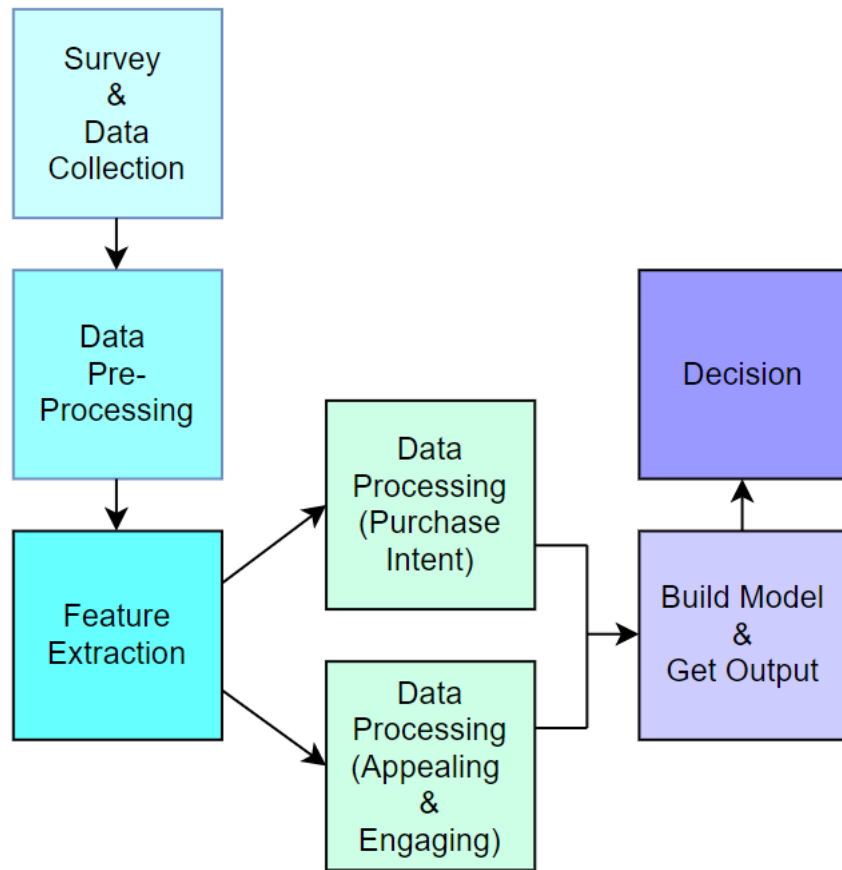 Survey
&
Data
Collection
Data
Pre-
Processing
Feature
Extraction
Data
Processing
(Purchase
Intent)
Data
Processing
(Appealing
&
Engaging)
Build Model
&
Get Output
Decision